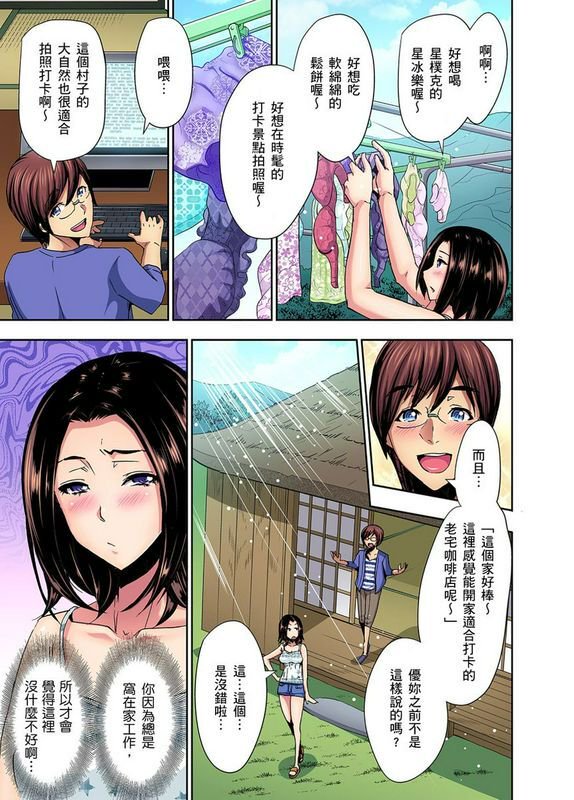 啊啊…
好想喝
星樸克的
星冰樂喔～
好想吃
軟綿綿的
鬆餅喔～
好想在時髦的
打卡景點拍照喔～
喂喂…
這個村子的
大自然也很適合
拍照打卡啊～
而且…
「這個家好棒～
這裡感覺能開家適合打卡的
老宅咖啡店呢～」
優妳之前不是
這樣說的嗎？
這…這個…
是沒錯啦…
你因為總是
窩在家工作，
所以才會
覺得這裡
沒什麼不好啊…